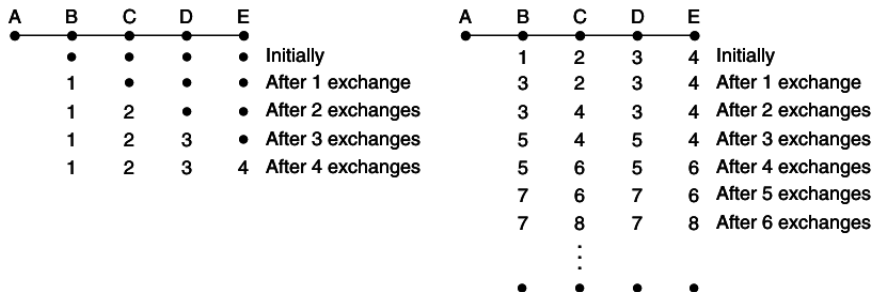 A B C D E
• • • • Initially
1 • • • After 1 exchange
1 2 • • After 2 exchanges
1 2 3 • After 3 exchanges
1 2 3 4 After 4 exchanges
A B C D E
1 2 3 4 Initially
3 2 3 4 After 1 exchange
3 4 3 4 After 2 exchanges
5 4 5 4 After 3 exchanges
5 6 5 6 After 4 exchanges
7 6 7 6 After 5 exchanges
7 8 7 8 After 6 exchanges
⋮
• • • •